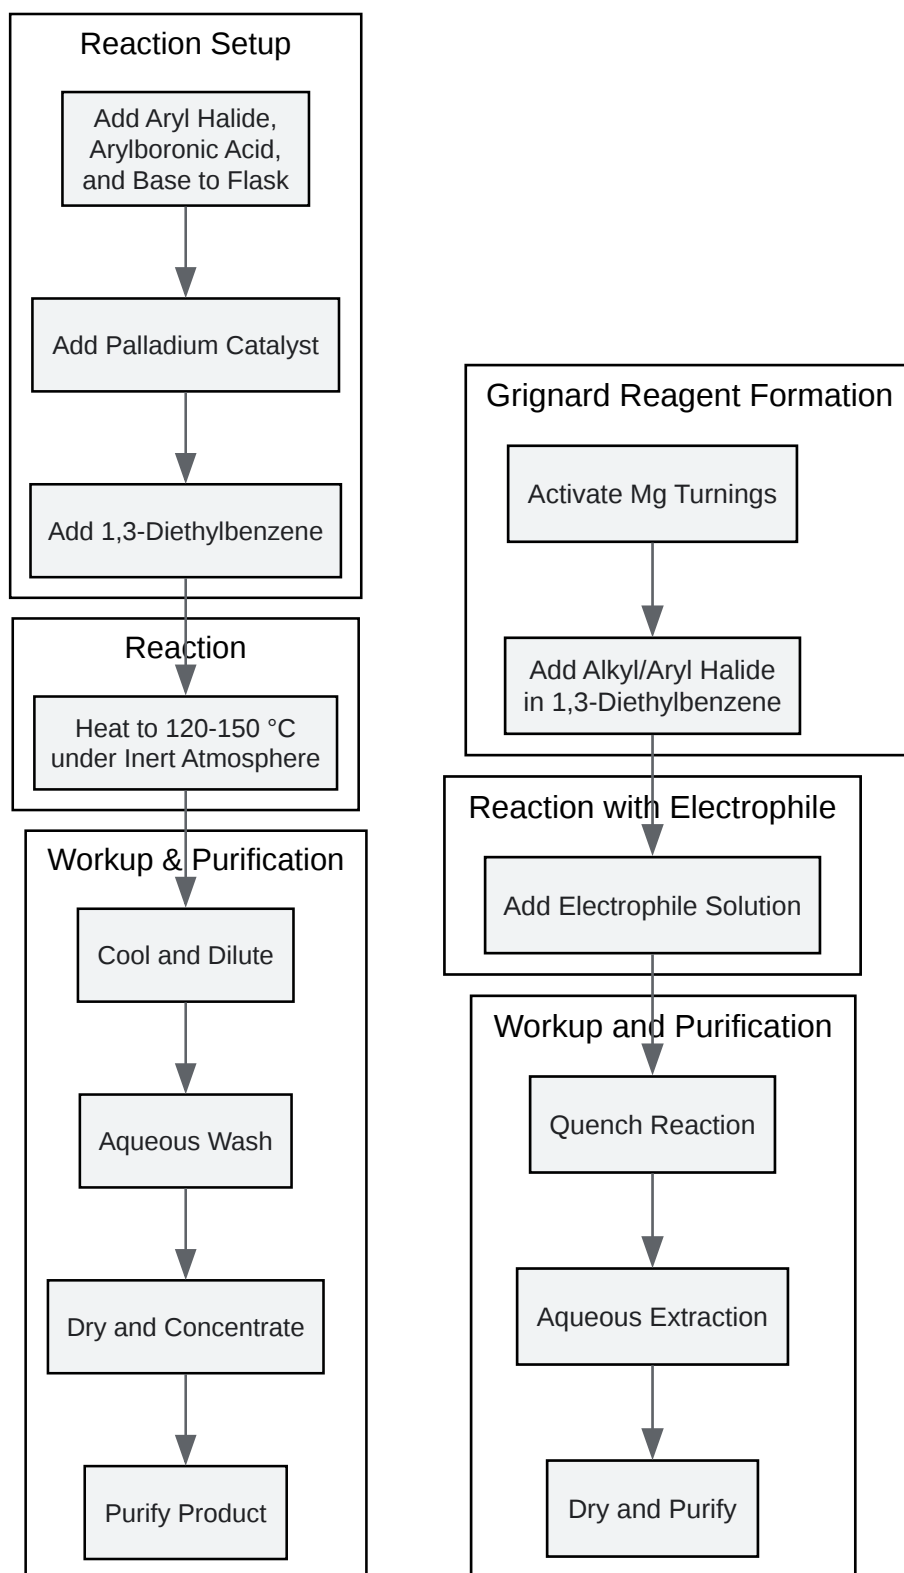 Reaction Setup
Add Aryl Halide,
Arylboronic Acid,
and Base to Flask
Add Palladium Catalyst
Add 1,3-Diethylbenzene
Reaction
Heat to 120-150 °C
under Inert Atmosphere
Workup & Purification
Cool and Dilute
Aqueous Wash
Dry and Concentrate
Purify Product
Grignard Reagent Formation
Activate Mg Turnings
Add Alkyl/Aryl Halide
in 1,3-Diethylbenzene
Reaction with Electrophile
Add Electrophile Solution
Workup and Purification
Quench Reaction
Aqueous Extraction
Dry and Purify